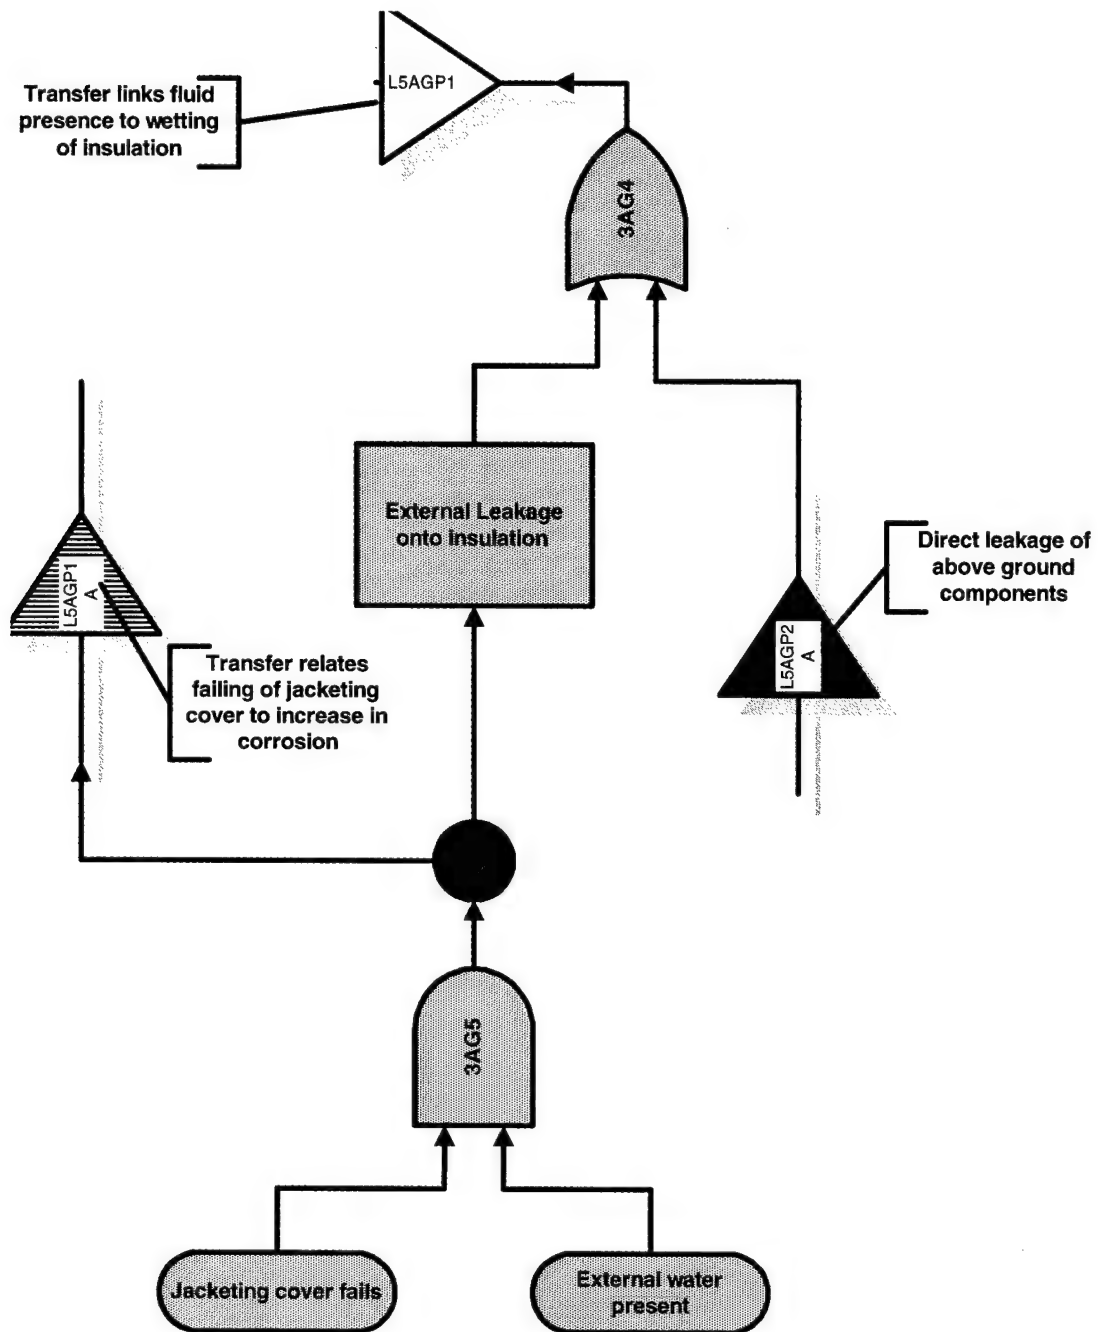 L5AGP1
Transfer links fluid
presence to wetting
of insulation
3AG4
External Leakage
onto insulation
Direct leakage of
above ground
components
L5AGP1
A
L5AGP2
A
Transfer relates
failing of jacketing
cover to increase in
corrosion
3AG5
Jacketing cover fails
External water
present